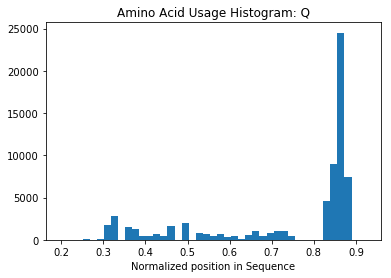 Amino Acid Usage Histogram: Q
25000
20000
15000
10000
5000
0
0.2 0.3 0.4 0.5 0.6 0.7 0.8 0.9
Normalized position in Sequence